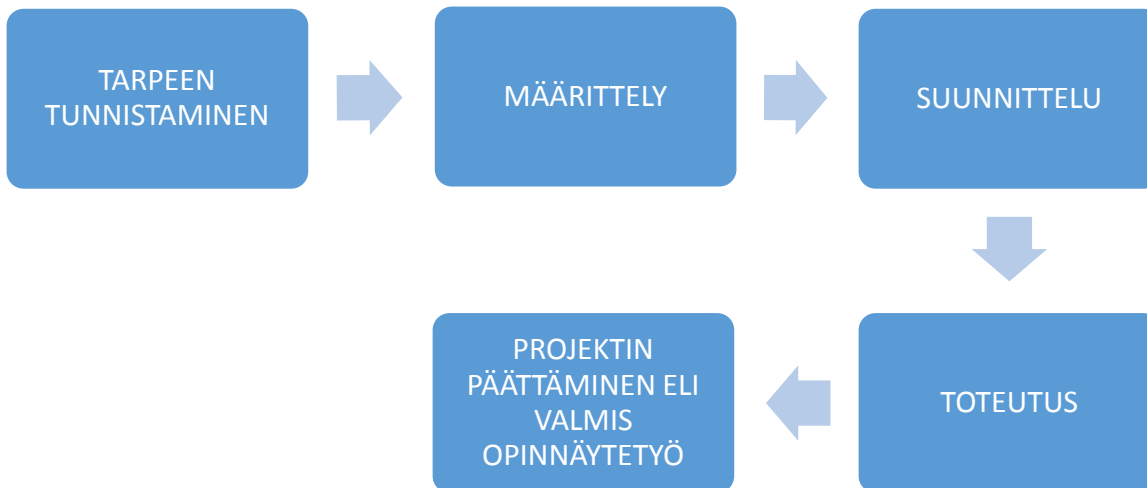 TARPEEN
TUNNISTAMINEN
MÄÄRITTELY
SUUNNITTELU
TOTEUTUS
PROJEKTIN
PÄÄTTÄMINEN ELI
VALMIS
OPINNÄYTETYÖ